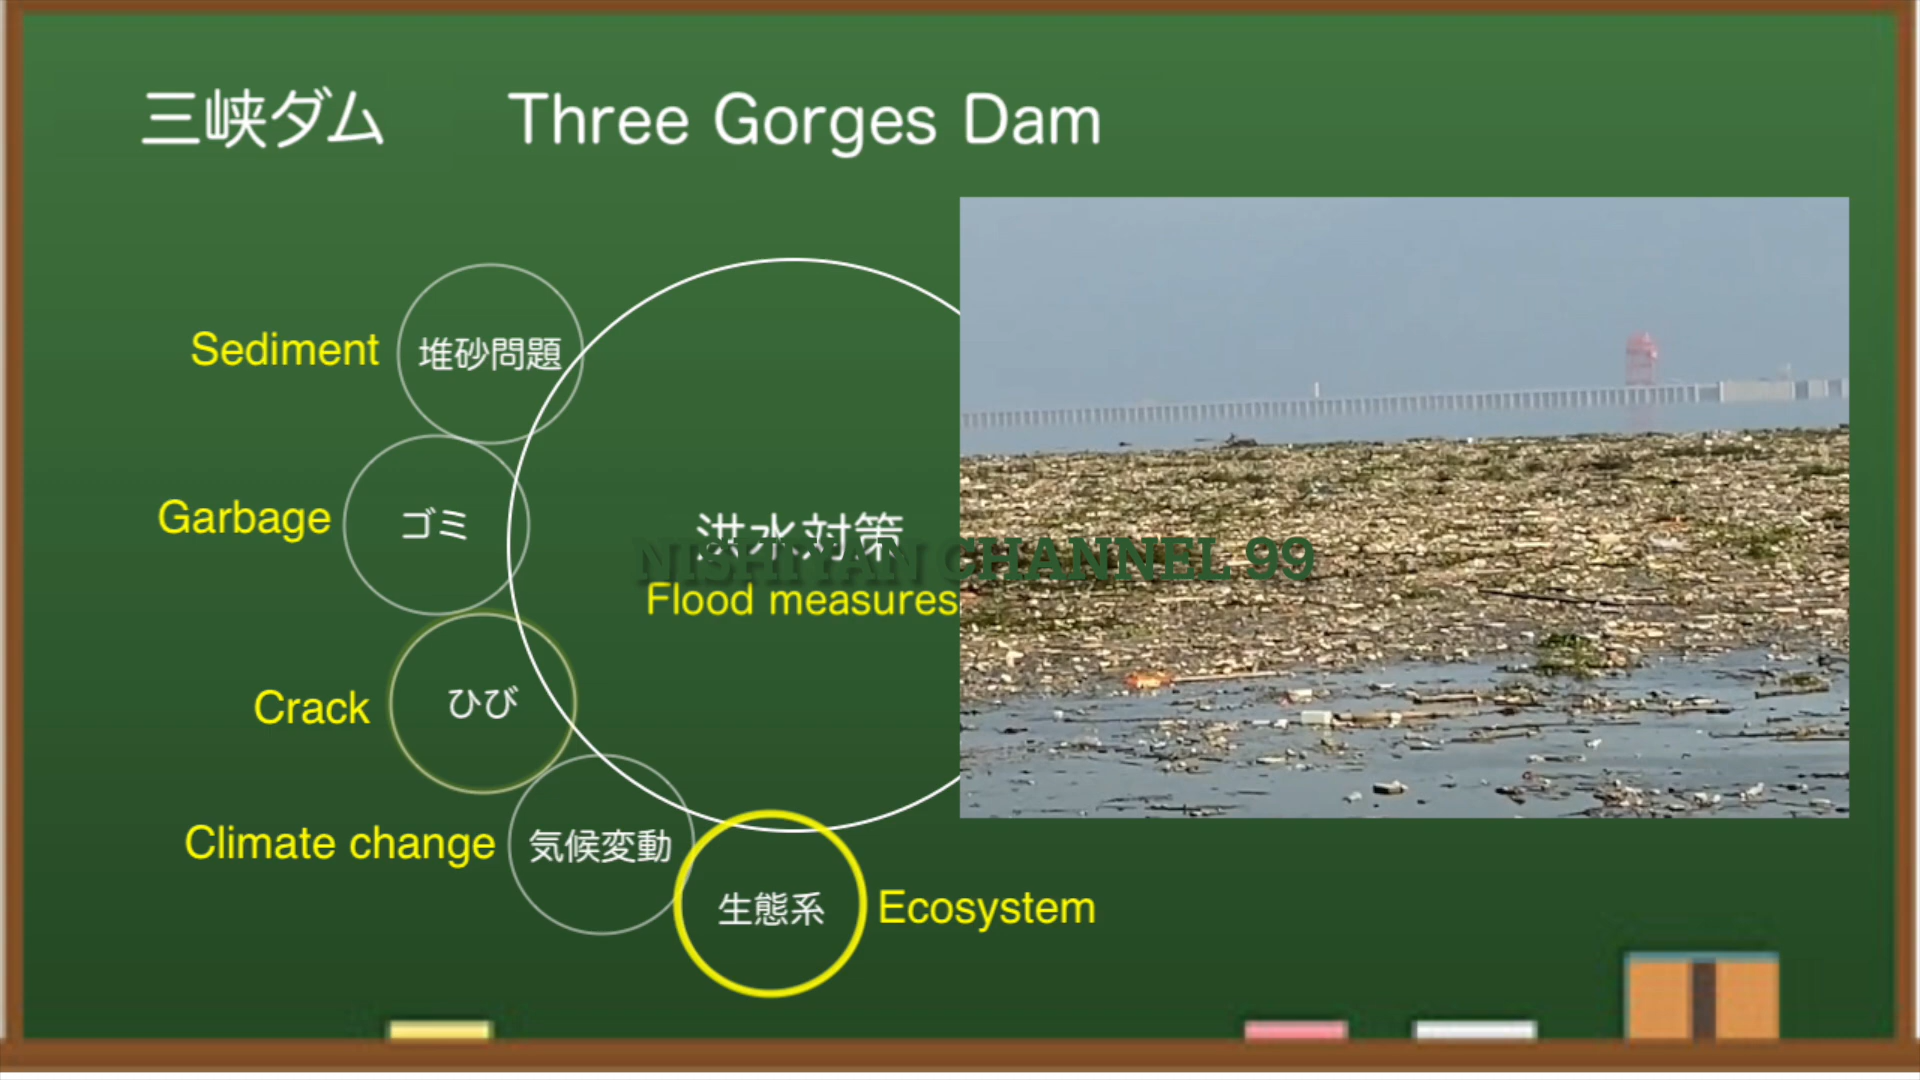 三峡ダム Three Gorges Dam
Sediment 堆砂問題
Garbage ゴミ
洪水対策
NISHIYAN CHANNEL 99
Flood measures
Crack ひび
Climate change 気候変動
生態系 Ecosystem